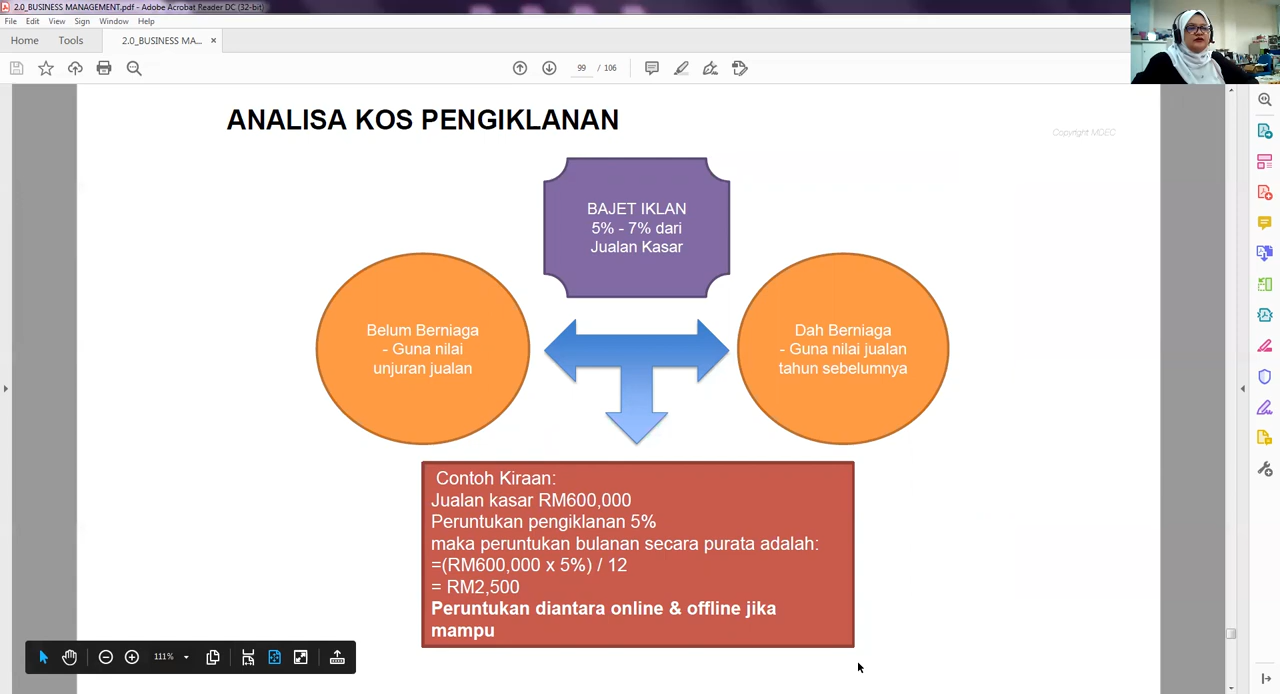 2.0_BUSINESS MANAGEMENT.pdf - Adobe Acrobat Reader DC (32-bit)
File Edit View Sign Window Help
Home Tools 2.0_BUSINESS MA... ×
99 / 106
ANALISA KOS PENGIKLANAN
Copyright MDEC
BAJET IKLAN
5% - 7% dari
Jualan Kasar
Belum Berniaga
- Guna nilai
unjuran jualan
Dah Berniaga
- Guna nilai jualan
tahun sebelumnya
Contoh Kiraan:
Jualan kasar RM600,000
Peruntukan pengiklanan 5%
maka peruntukan bulanan secara purata adalah:
=(RM600,000 x 5%) / 12
= RM2,500
Peruntukan diantara online & offline jika
mampu
111%